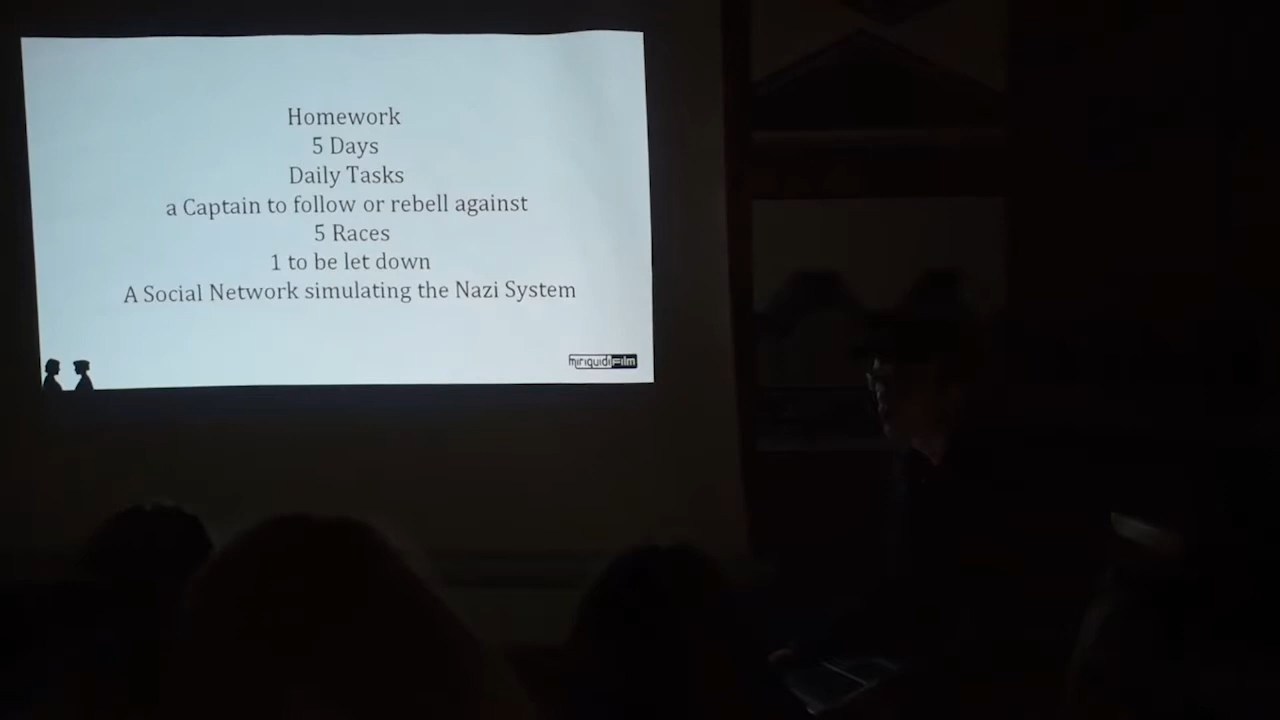 Homework
5 Days
Daily Tasks
a Captain to follow or rebell against
5 Races
1 to be let down
A Social Network simulating the Nazi System
miriquidiFilm